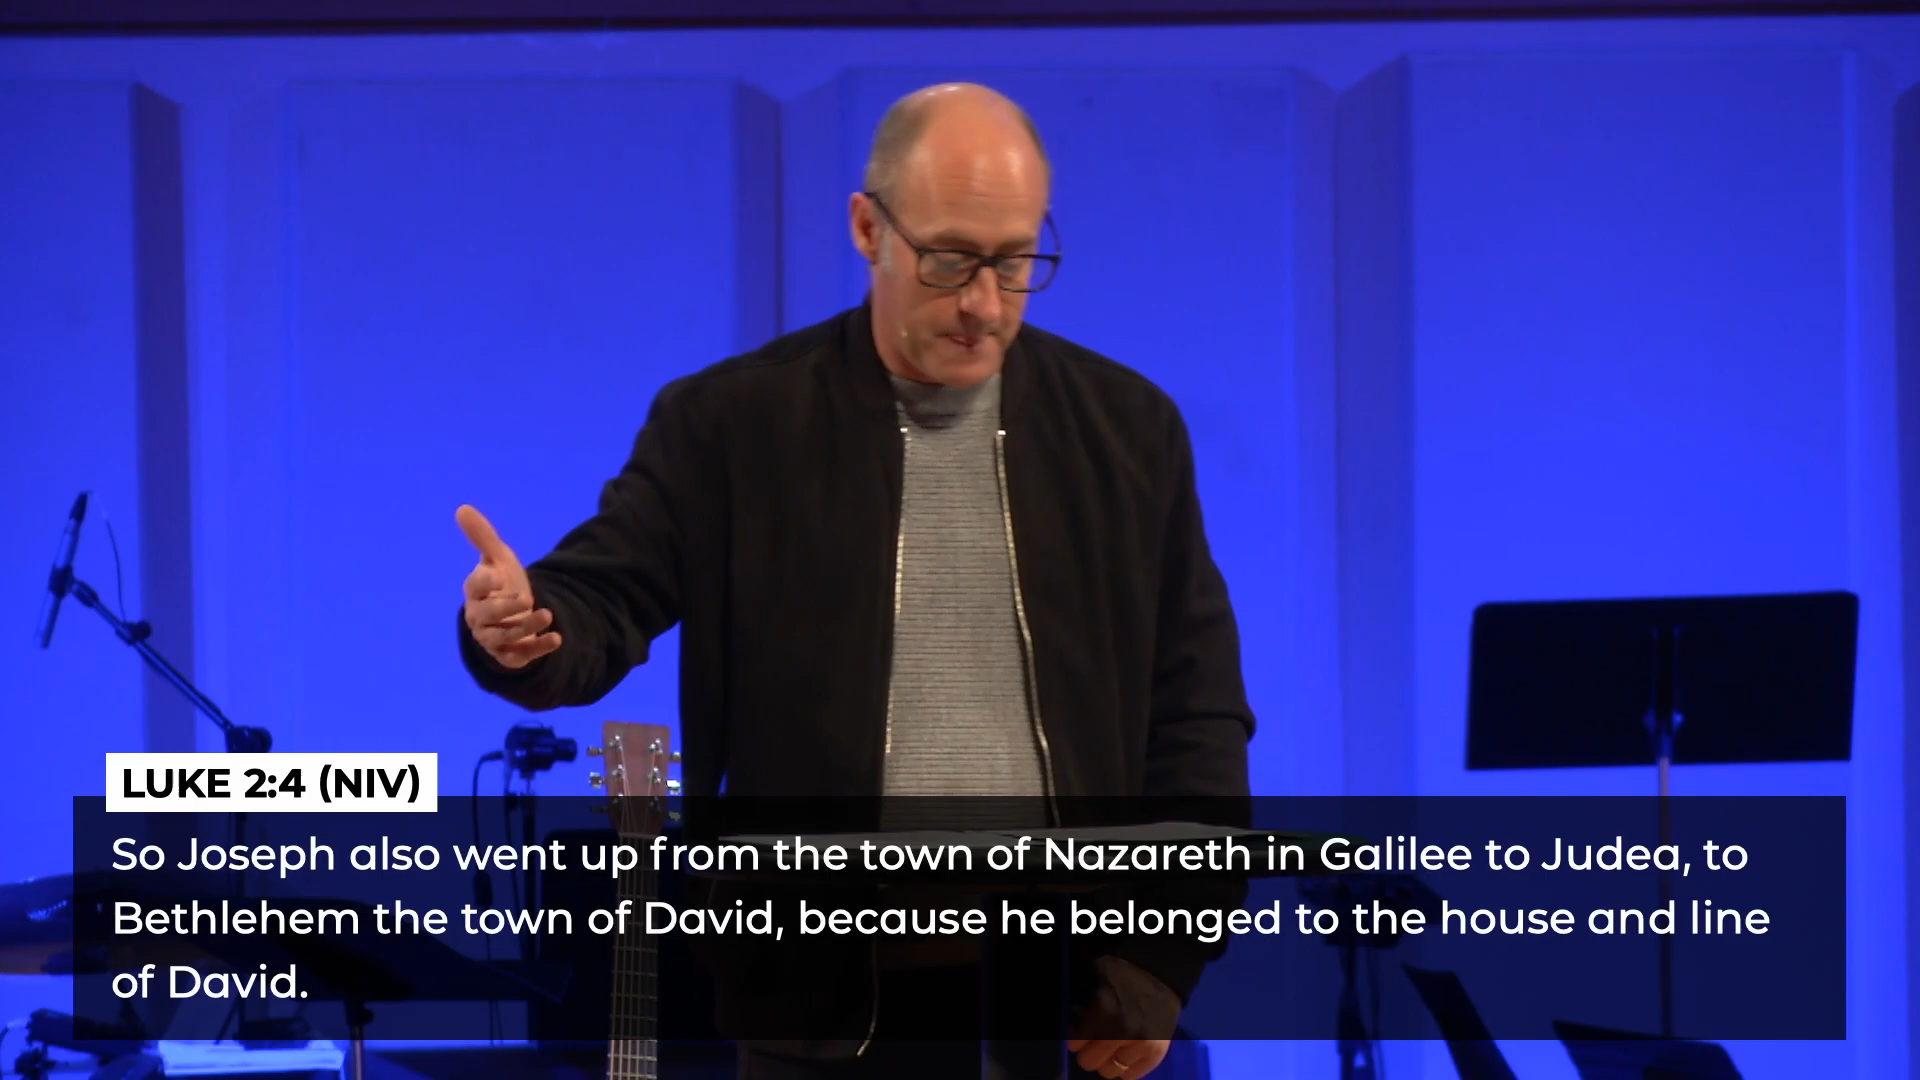 LUKE 2:4 (NIV)
So Joseph also went up from the town of Nazareth in Galilee to Judea, to
Bethlehem the town of David, because he belonged to the house and line
of David.